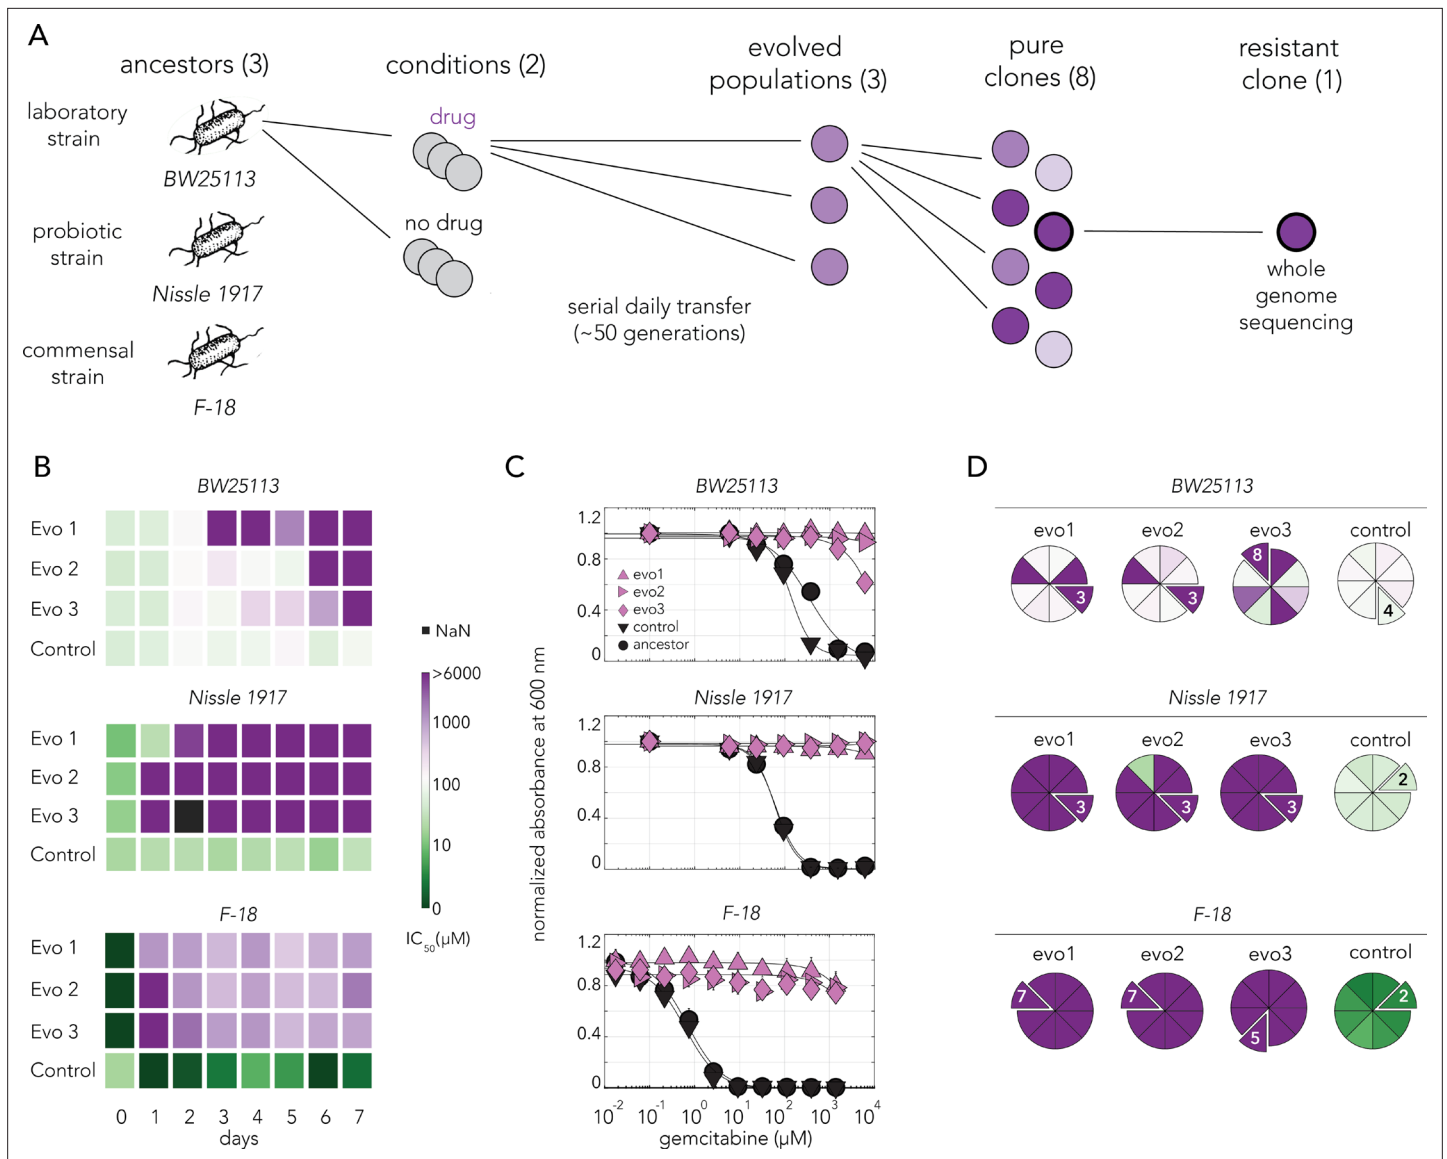 A
ancestors (3)
conditions (2)
evolved
populations (3)
pure
clones (8)
resistant
clone (1)
laboratory
strain
BW25113
probiotic
strain
Nissle 1917
commensal
strain
F-18
drug
no drug
serial daily transfer
(~50 generations)
whole
genome
sequencing
B
BW25113
Evo 1
Evo 2
Evo 3
Control
Nissle 1917
Evo 1
Evo 2
Evo 3
Control
F-18
Evo 1
Evo 2
Evo 3
Control
0 1 2 3 4 5 6 7
days
NaN
>6000
1000
100
10
0
IC50(µM)
C
normalized absorbance at 600 nm
BW25113
1.2
0.8
0.4
0
evo1
evo2
evo3
control
ancestor
Nissle 1917
1.2
0.8
0.4
0
F-18
1.2
0.8
0.4
0
10-2 10-1 100 101 102 103 104
gemcitabine (µM)
D
BW25113
evo1 evo2 evo3 control
3 3 8 4
Nissle 1917
evo1 evo2 evo3 control
3 3 3 2
F-18
evo1 evo2 evo3 control
7 7 5 2